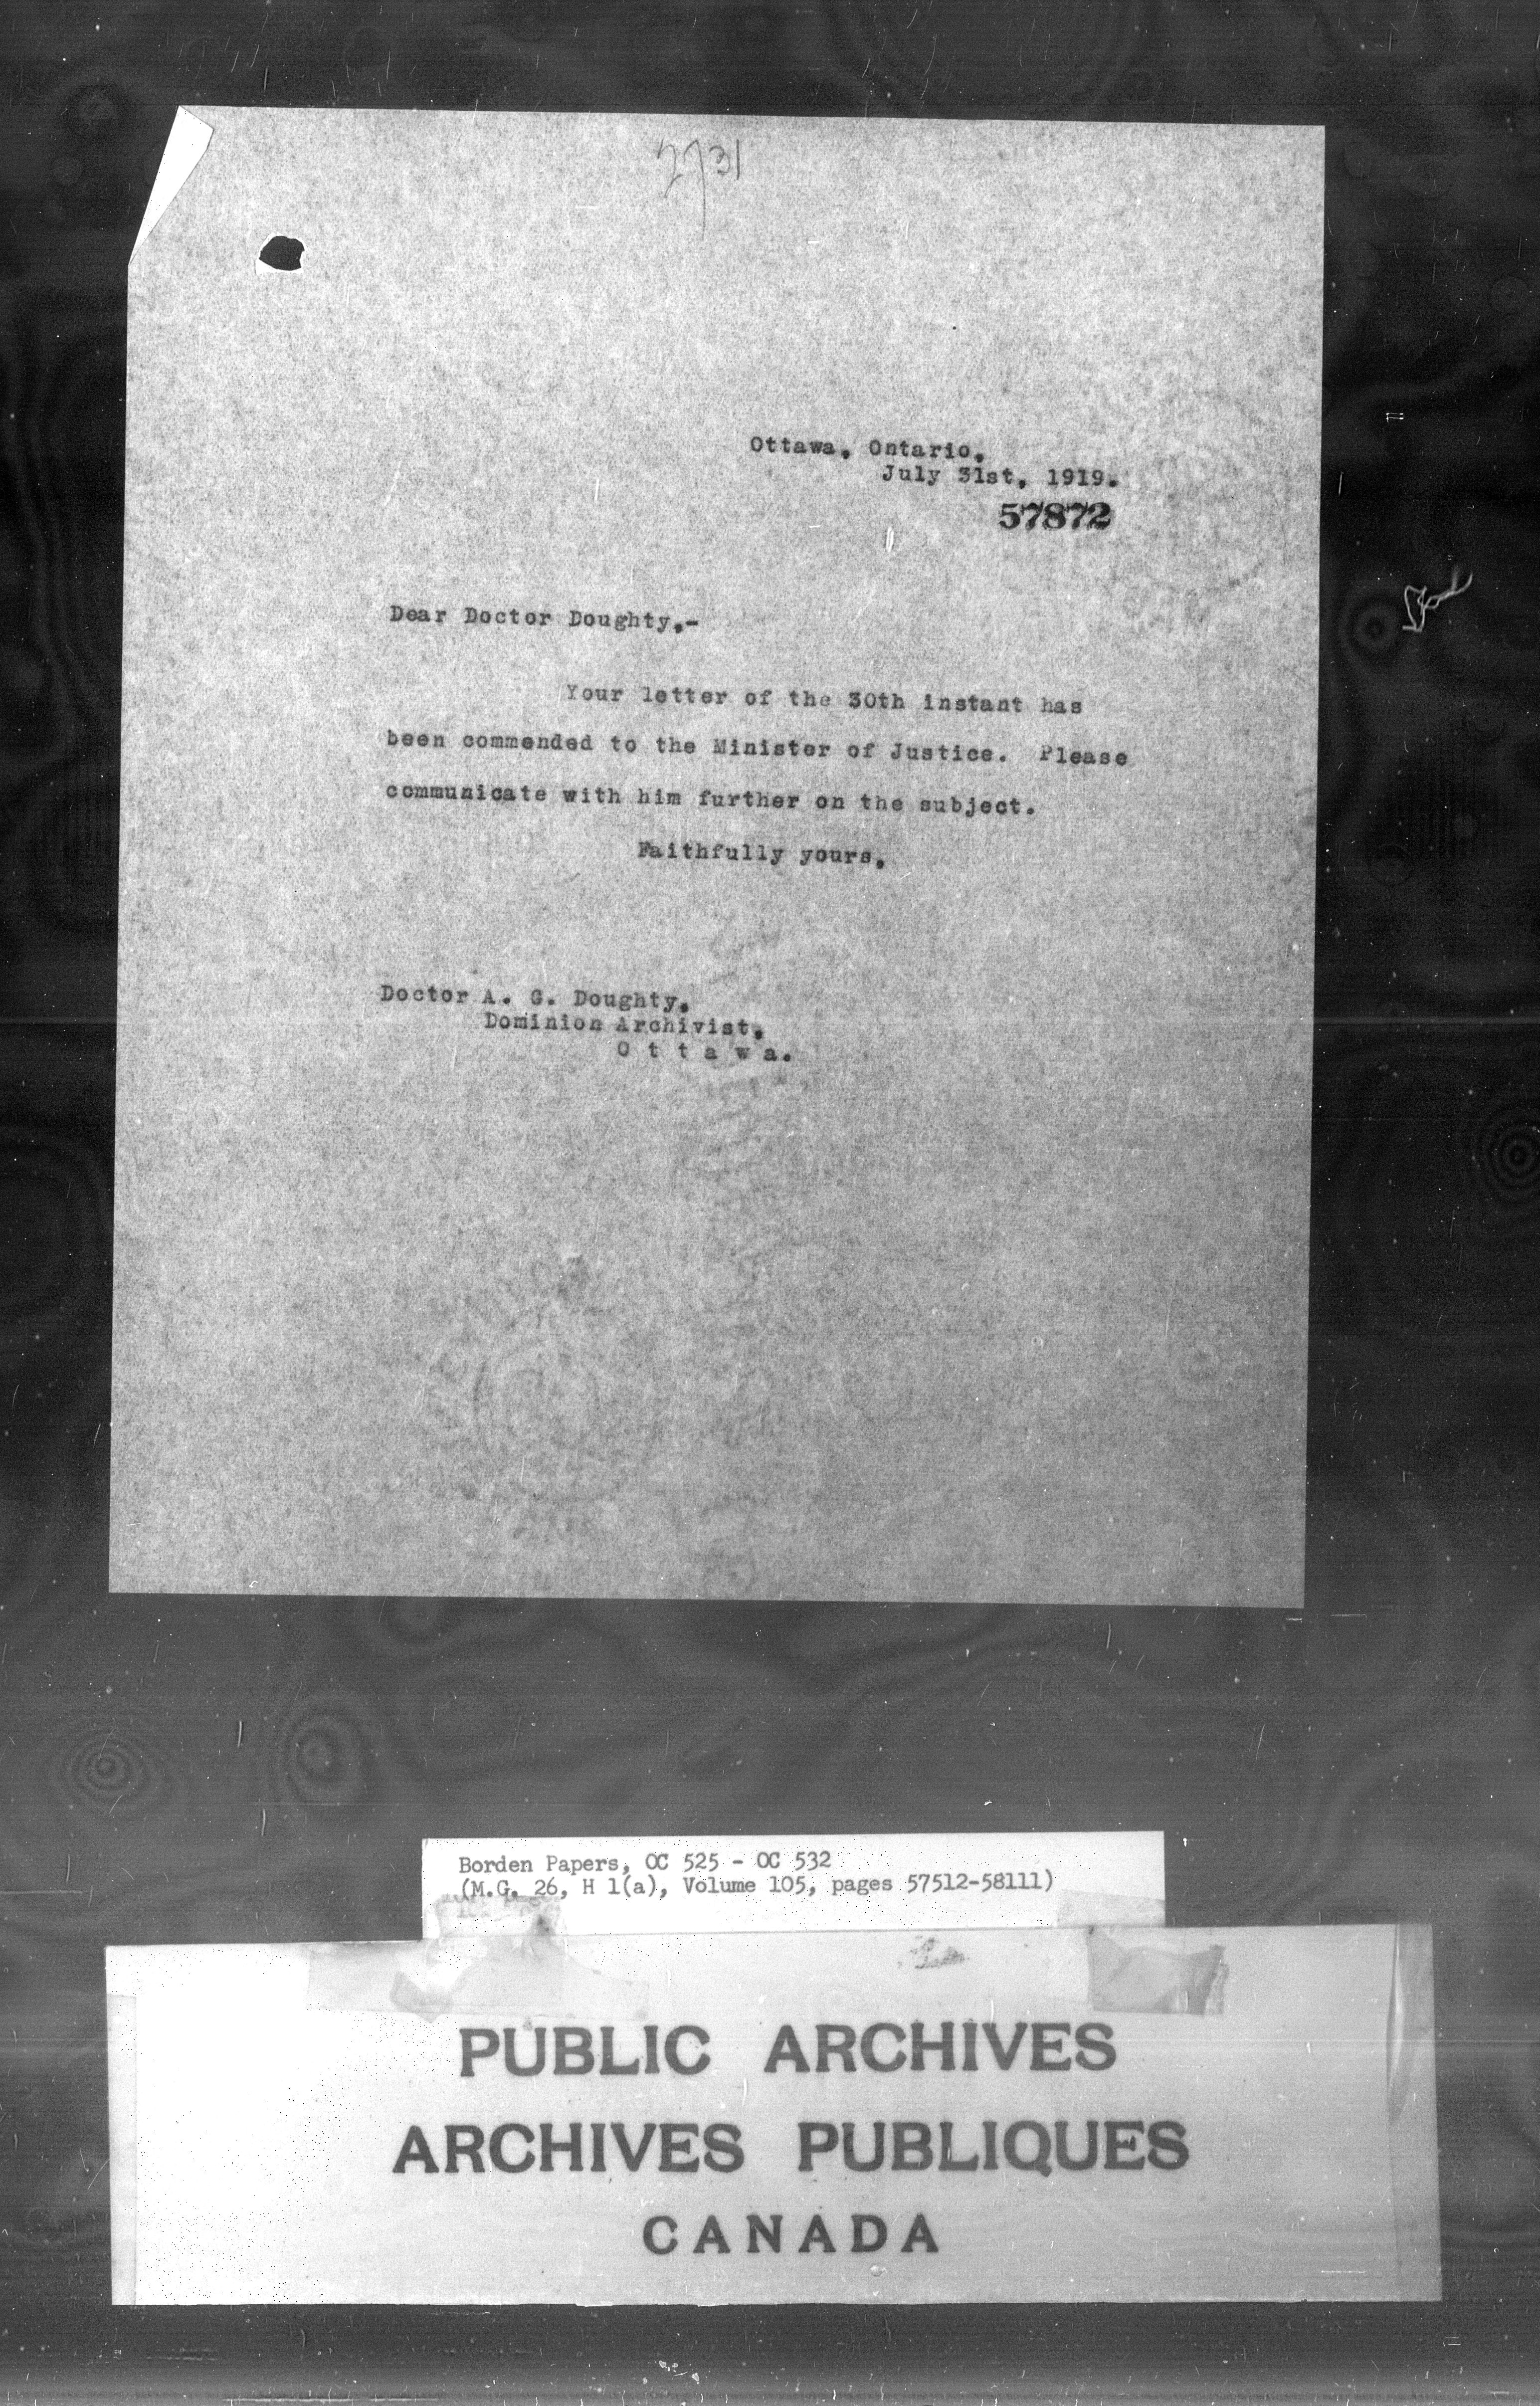 2731
Ottawa, Ontario,
July 31st, 1919.
57872
Dear Doctor Doughty,-
Your letter of the 30th instant has
been commended to the Minister of Justice. Please
communicate with him further on the subject.
Faithfully yours,
Doctor A. G. Doughty,
Dominion Archivist,
O t t a w a.
Borden Papers, OC 525 - OC 532
(M.G. 26, H 1(a), Volume 105, pages 57512-58111)
PUBLIC ARCHIVES
ARCHIVES PUBLIQUES
CANADA